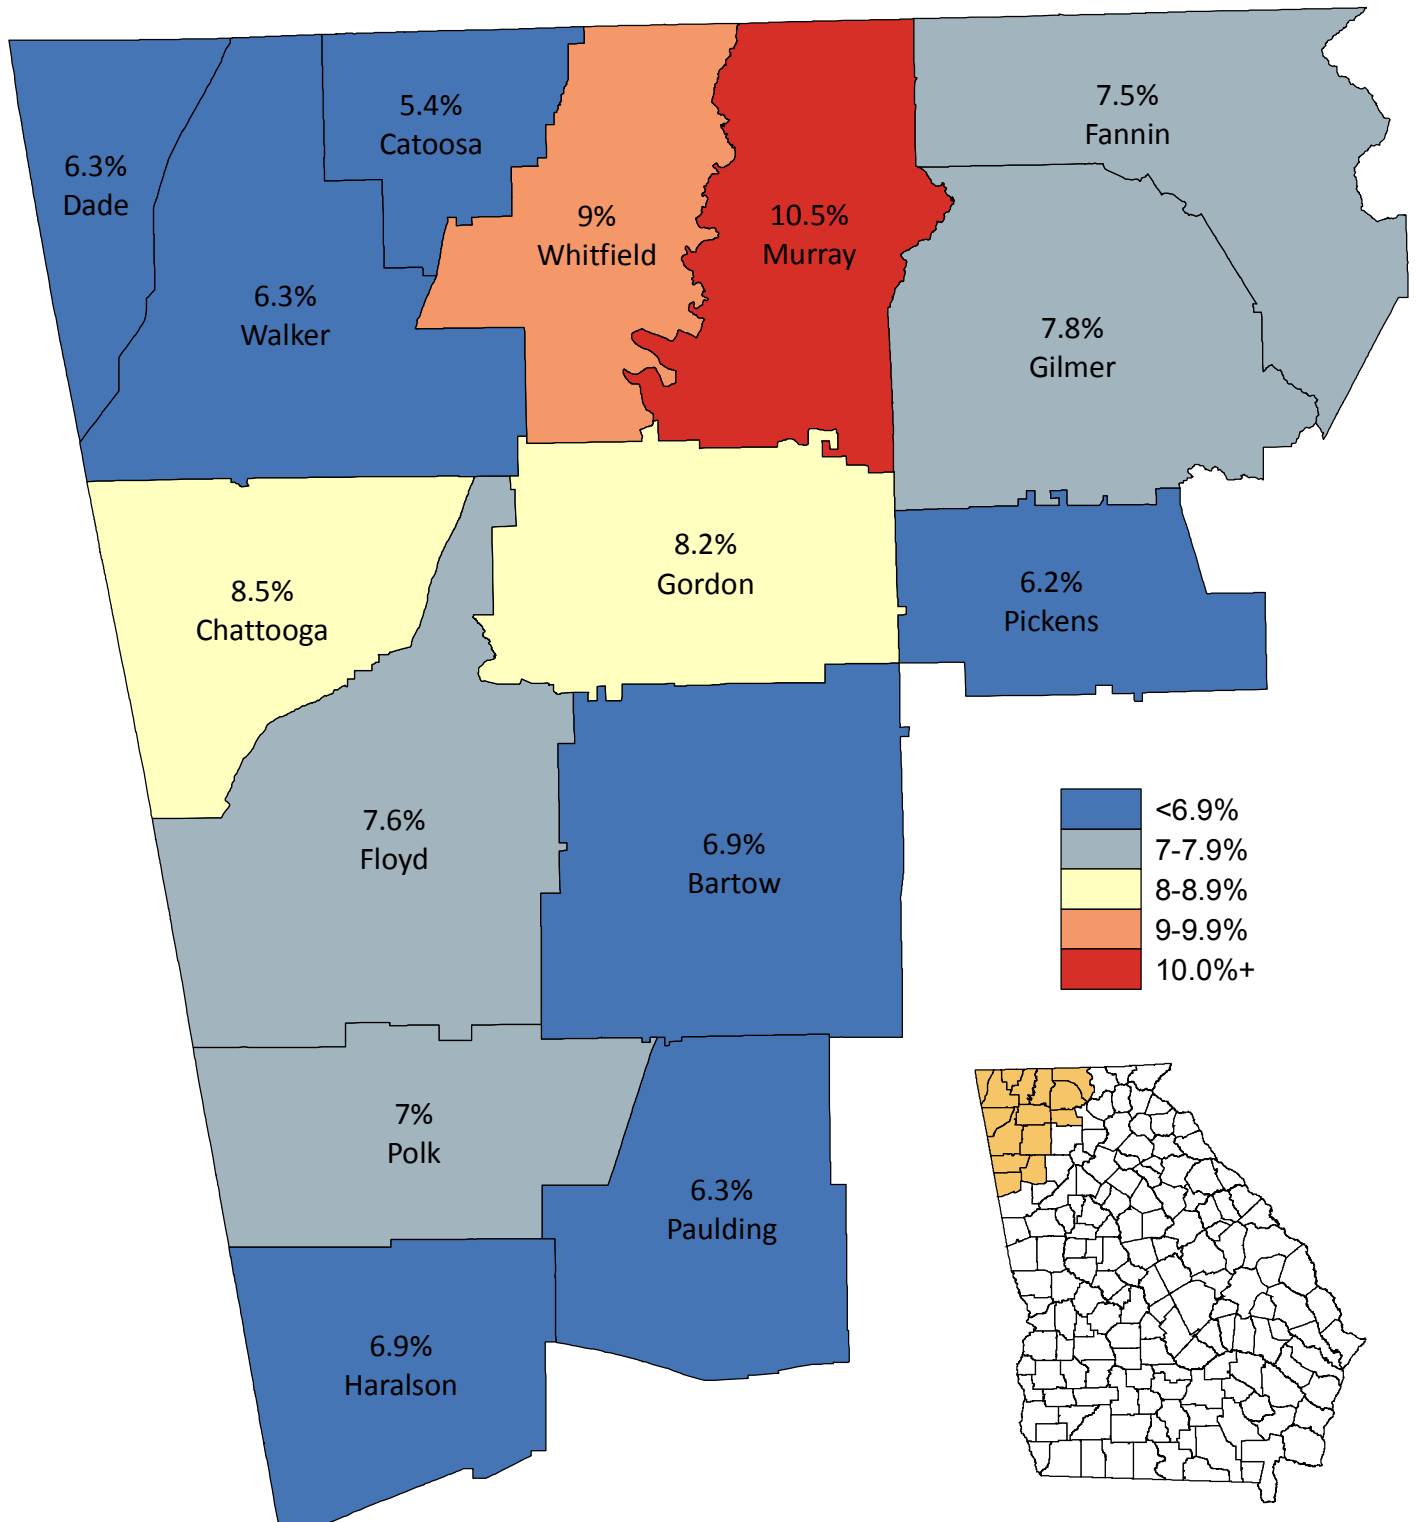 7.5%
Fannin
5.4%
Catoosa
6.3%
Dade
9%
Whitfield
10.5%
Murray
6.3%
Walker
7.8%
Gilmer
8.2%
Gordon
8.5%
Chattooga
6.2%
Pickens
7.6%
Floyd
6.9%
Bartow
<6.9%
7-7.9%
8-8.9%
9-9.9%
10.0%+
7%
Polk
6.3%
Paulding
6.9%
Haralson